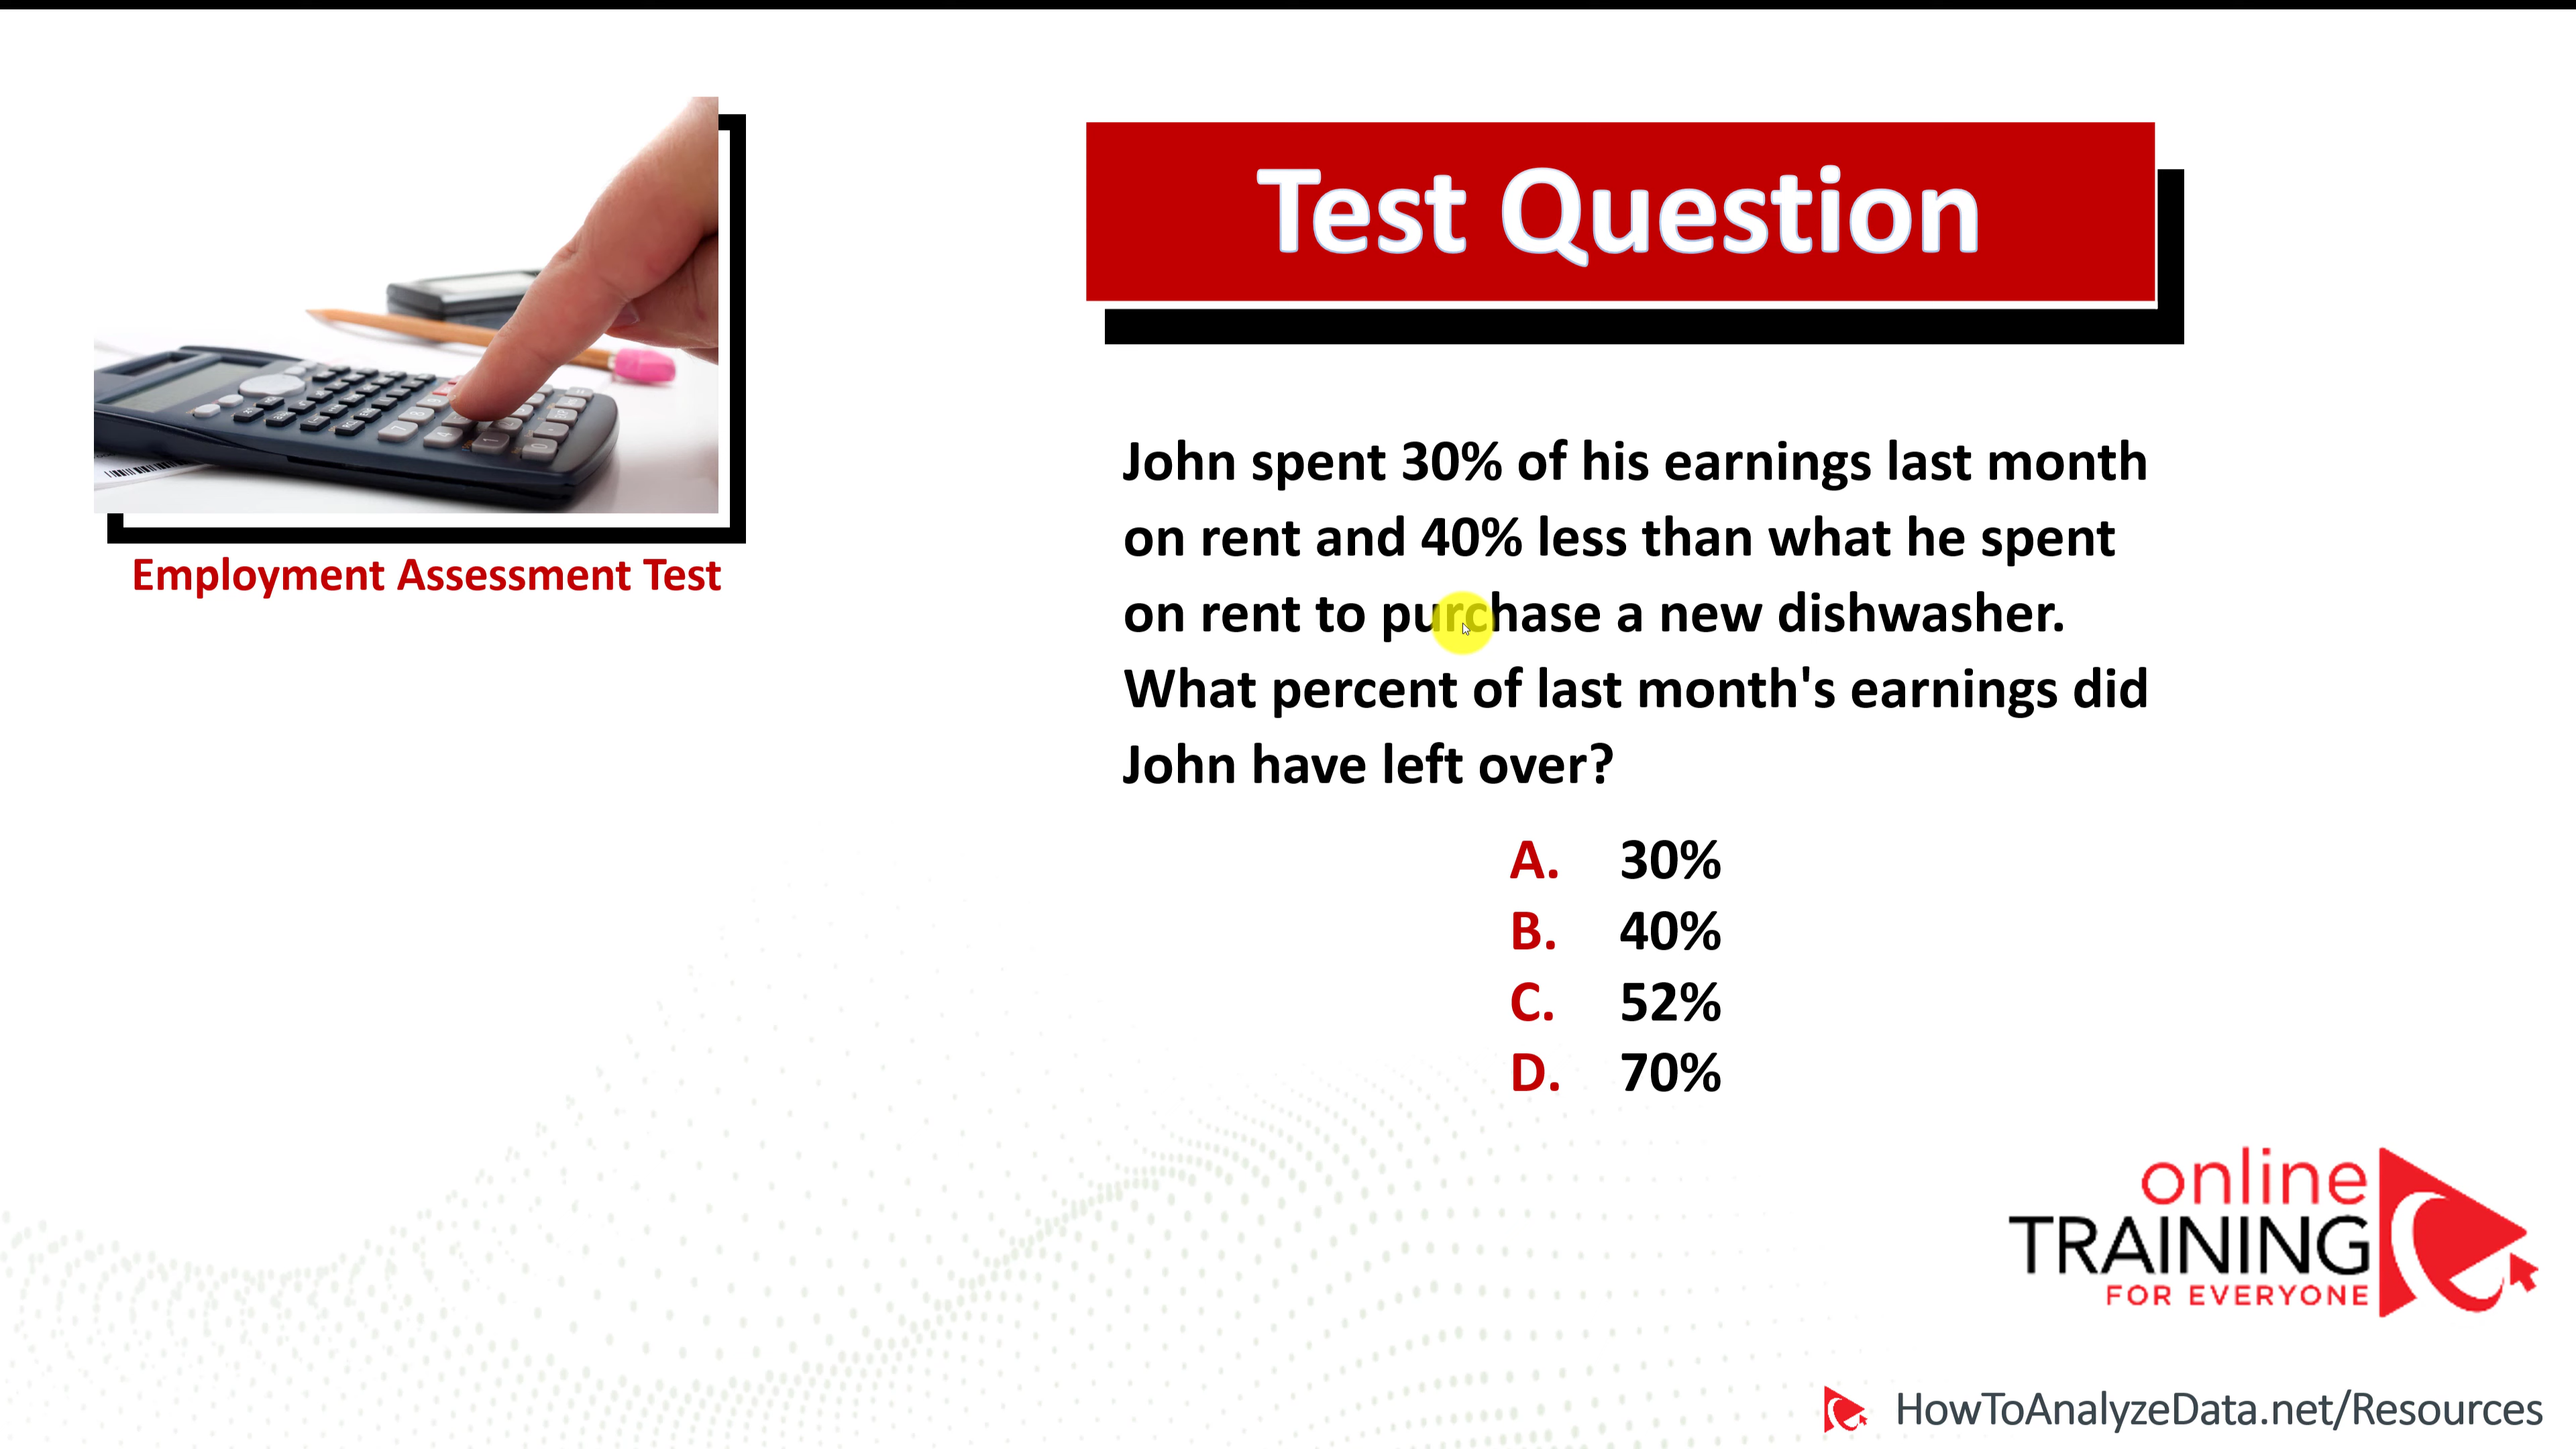 Test Question
Employment Assessment Test
John spent 30% of his earnings last month
on rent and 40% less than what he spent
on rent to purchase a new dishwasher.
What percent of last month's earnings did
John have left over?
A. 30%
B. 40%
C. 52%
D. 70%
online
TRAINING
FOR EVERYONE
HowToAnalyzeData.net/Resources